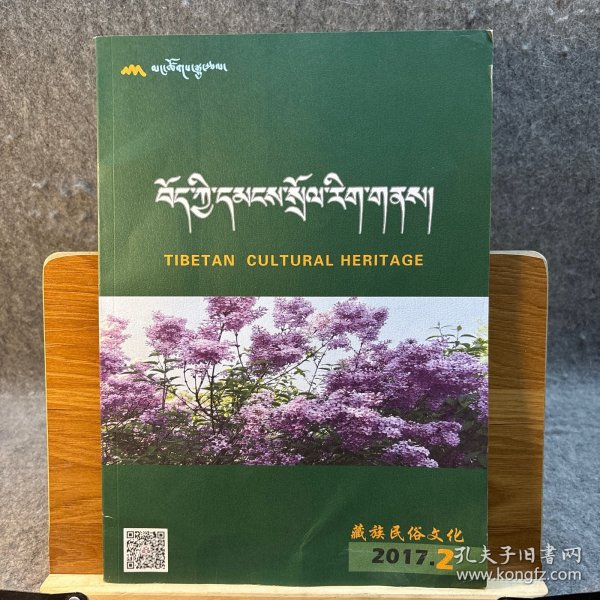 བོད་ཀྱི་དམངས་སྲོལ་རིག་གནས།
TIBETAN CULTURAL HERITAGE
藏族民俗文化
2017.2
孔夫子旧书网
www.kongfz.com